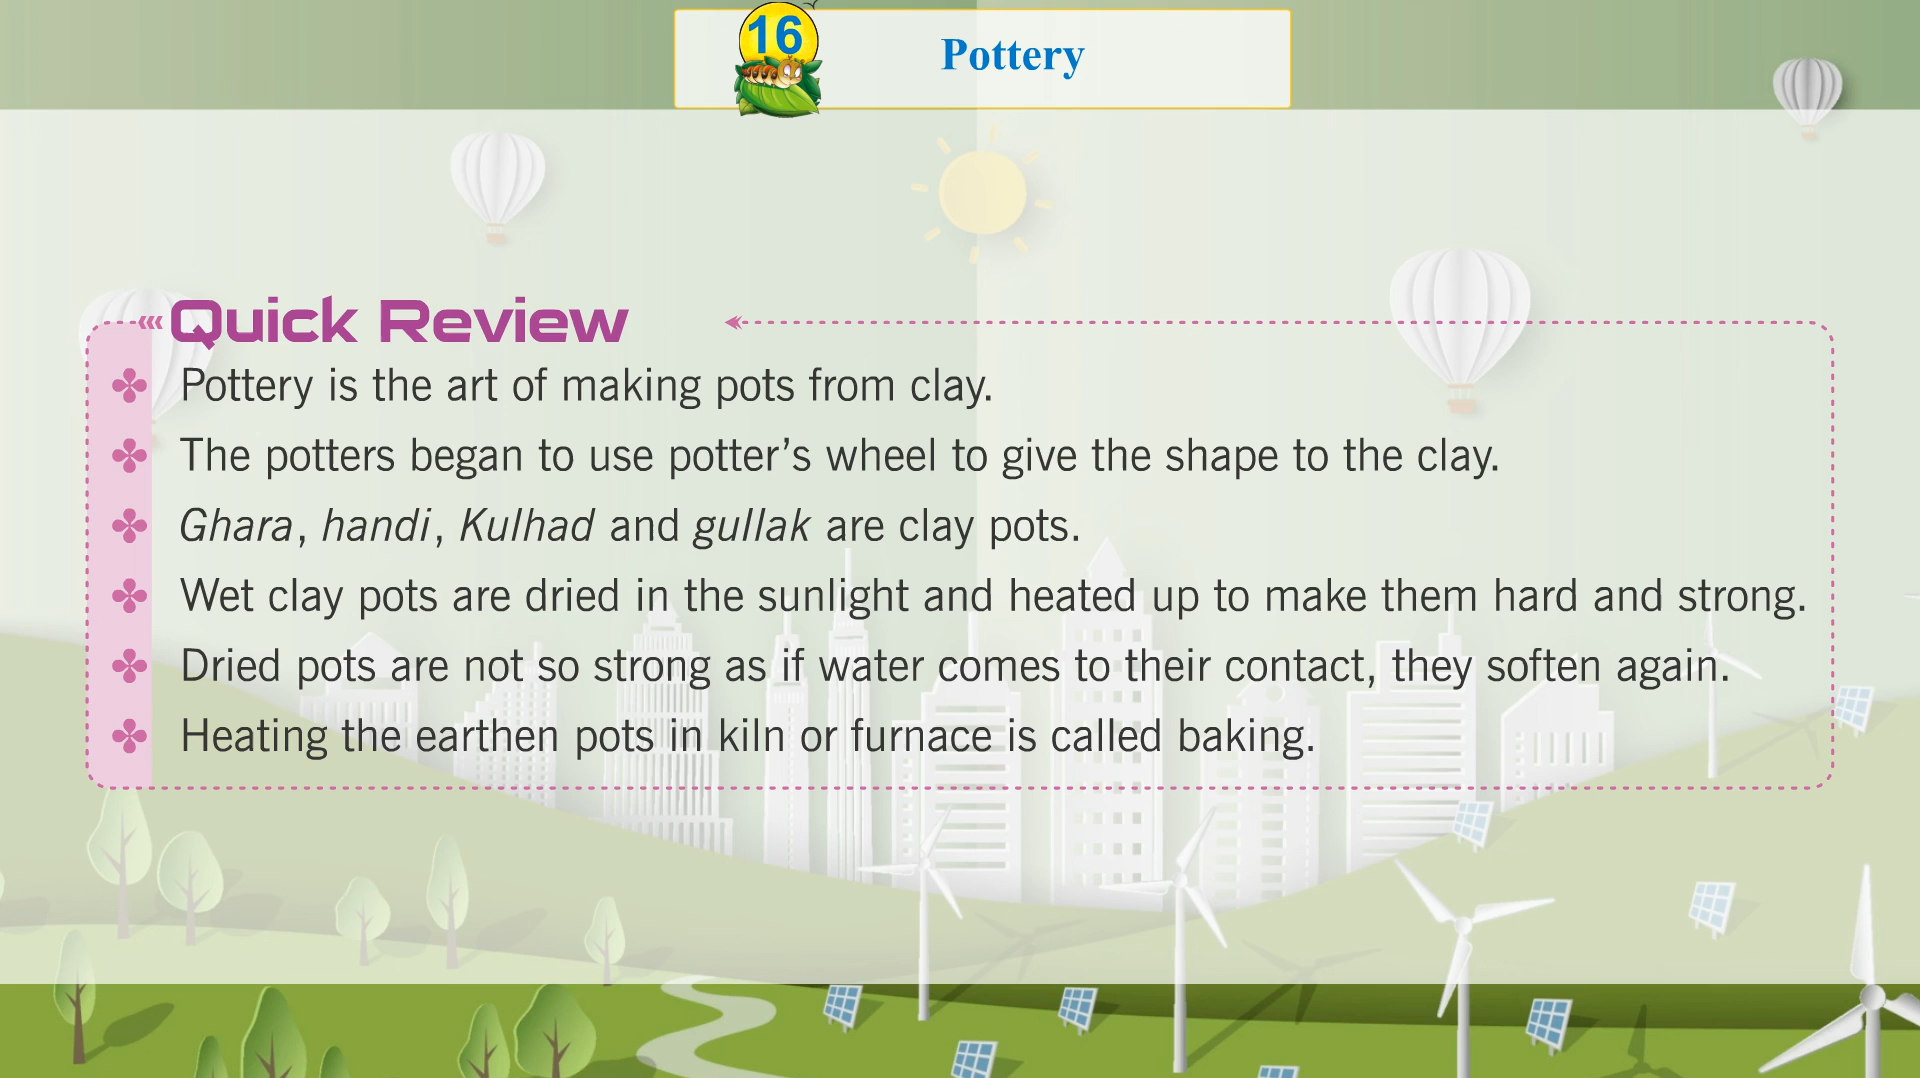 16
Pottery
Quick Review
Pottery is the art of making pots from clay.
The potters began to use potter’s wheel to give the shape to the clay.
Ghara, handi, Kulhad and gullak are clay pots.
Wet clay pots are dried in the sunlight and heated up to make them hard and strong.
Dried pots are not so strong as if water comes to their contact, they soften again.
Heating the earthen pots in kiln or furnace is called baking.